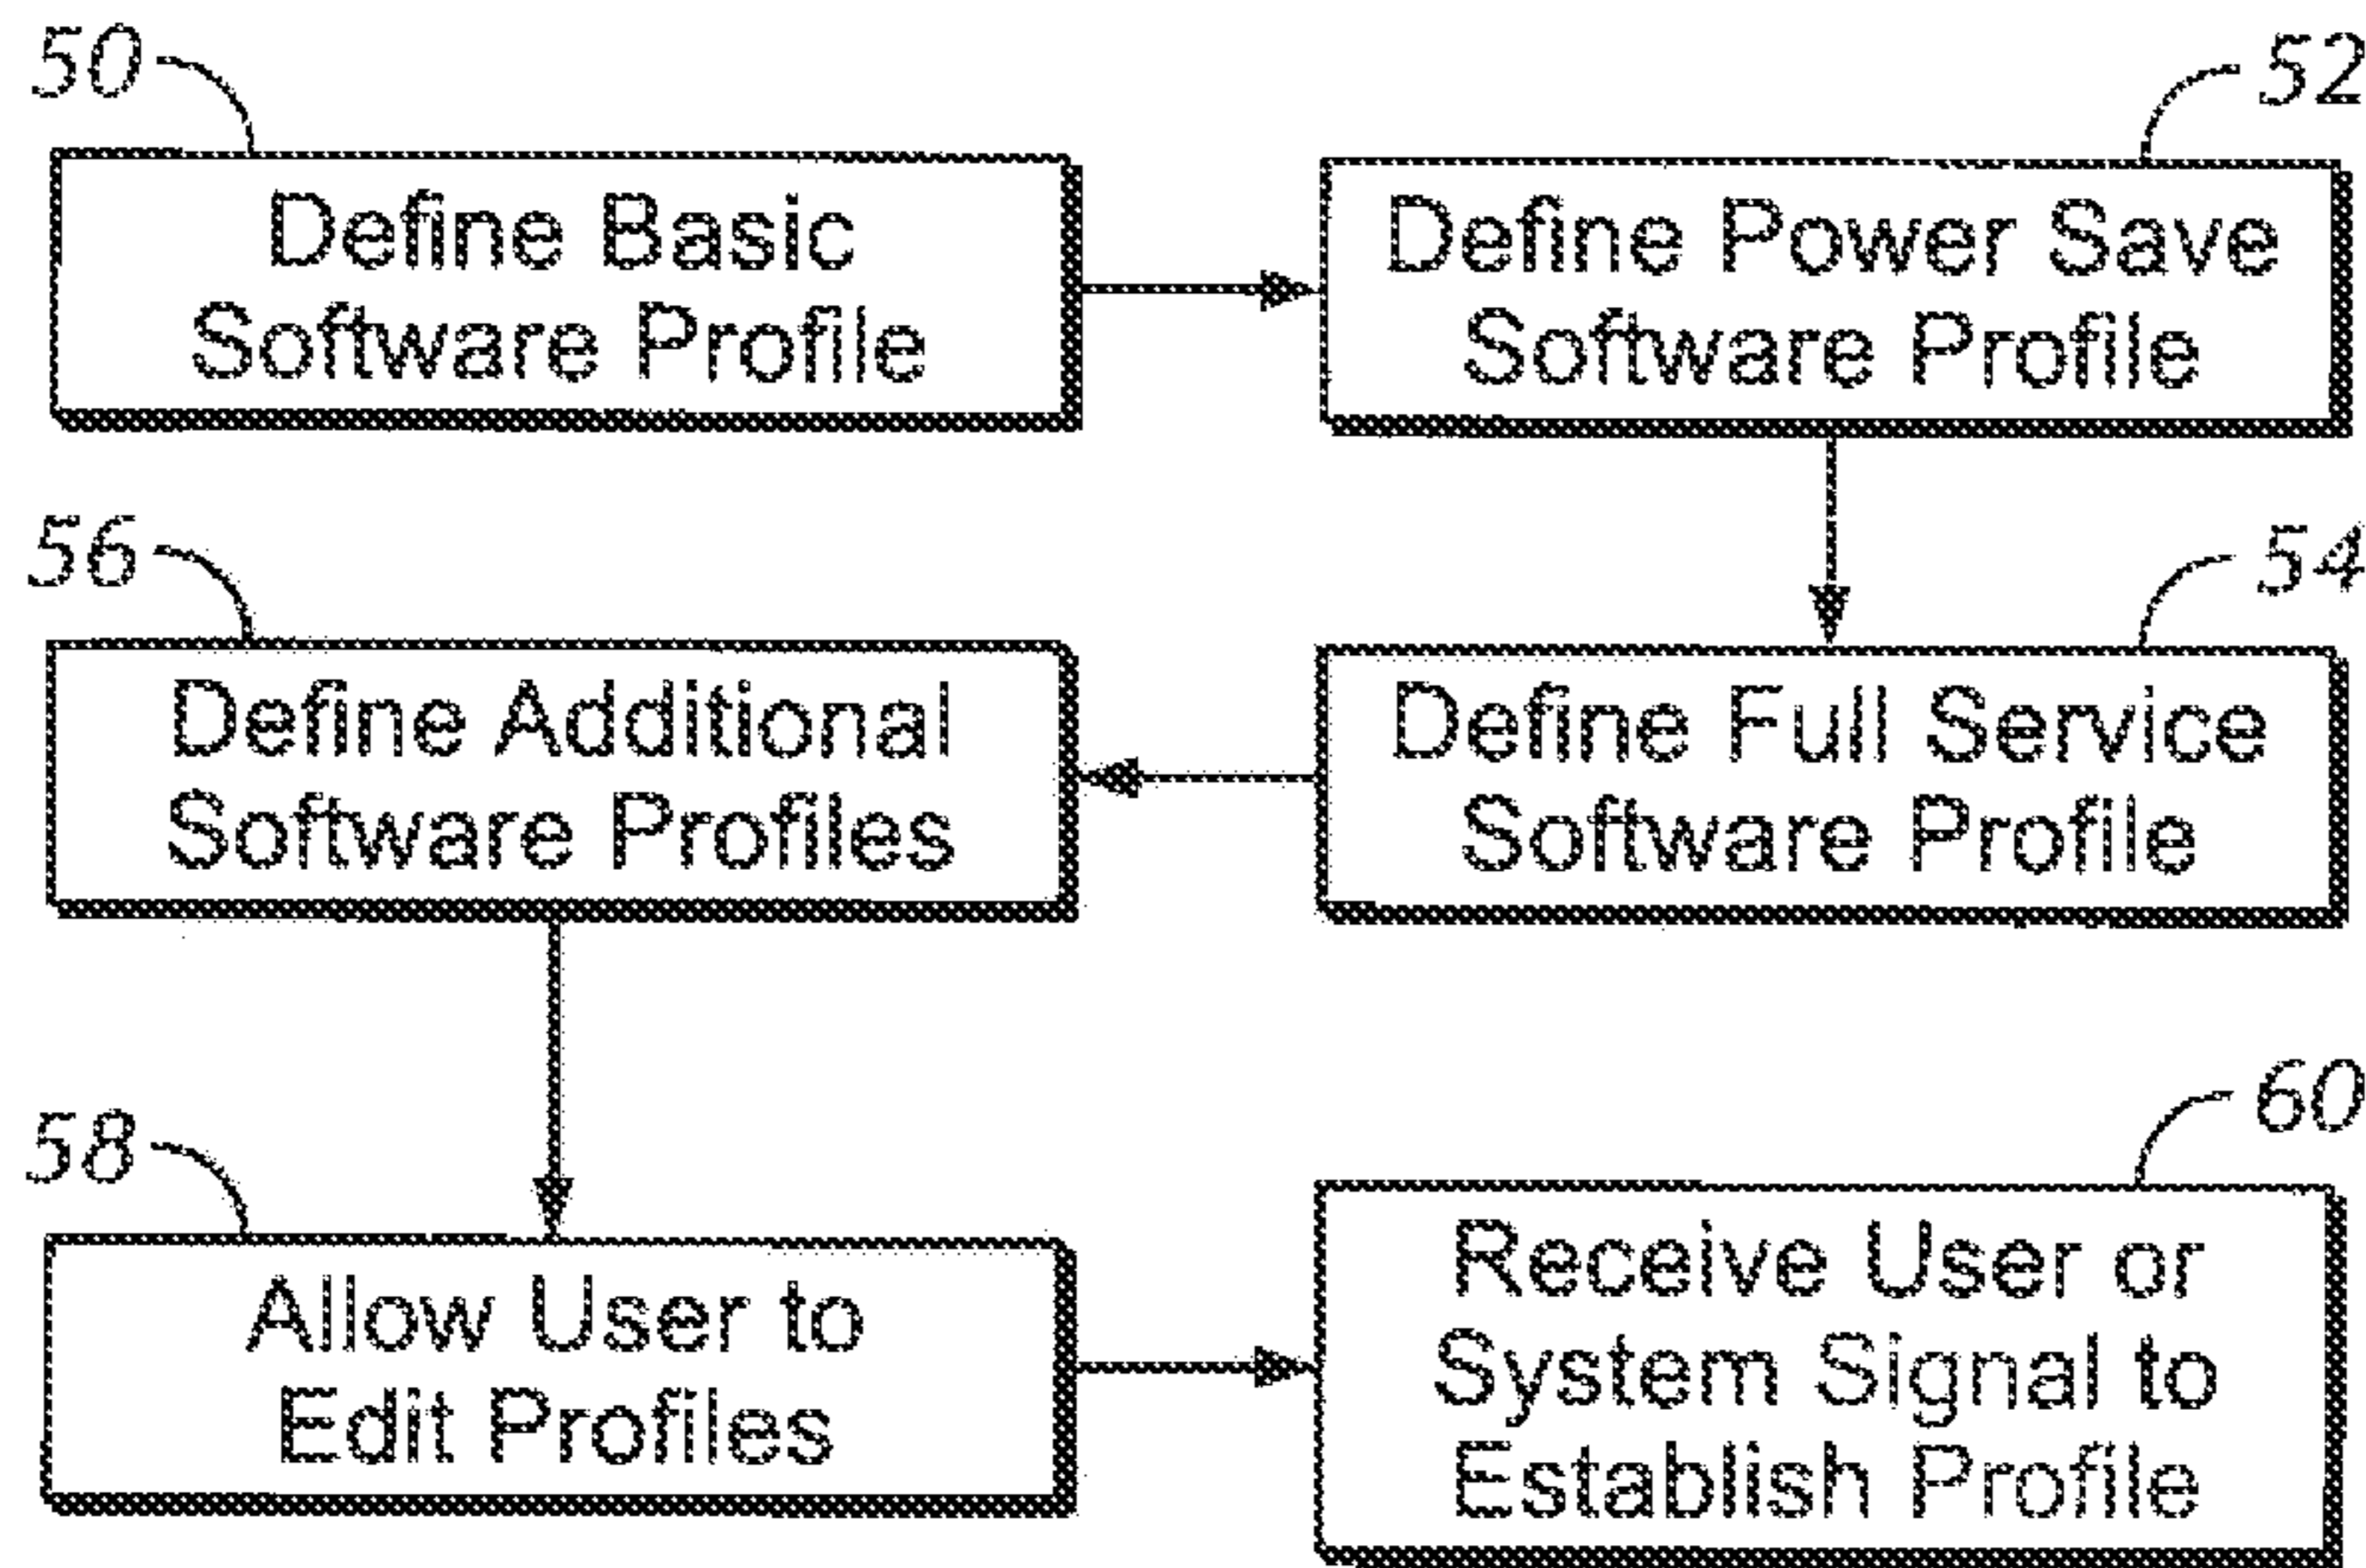 50
Define Basic
Software Profile
52
Define Power Save
Software Profile
56
Define Additional
Software Profiles
54
Define Full Service
Software Profile
58
Allow User to
Edit Profiles
60
Receive User or
System Signal to
Establish Profile